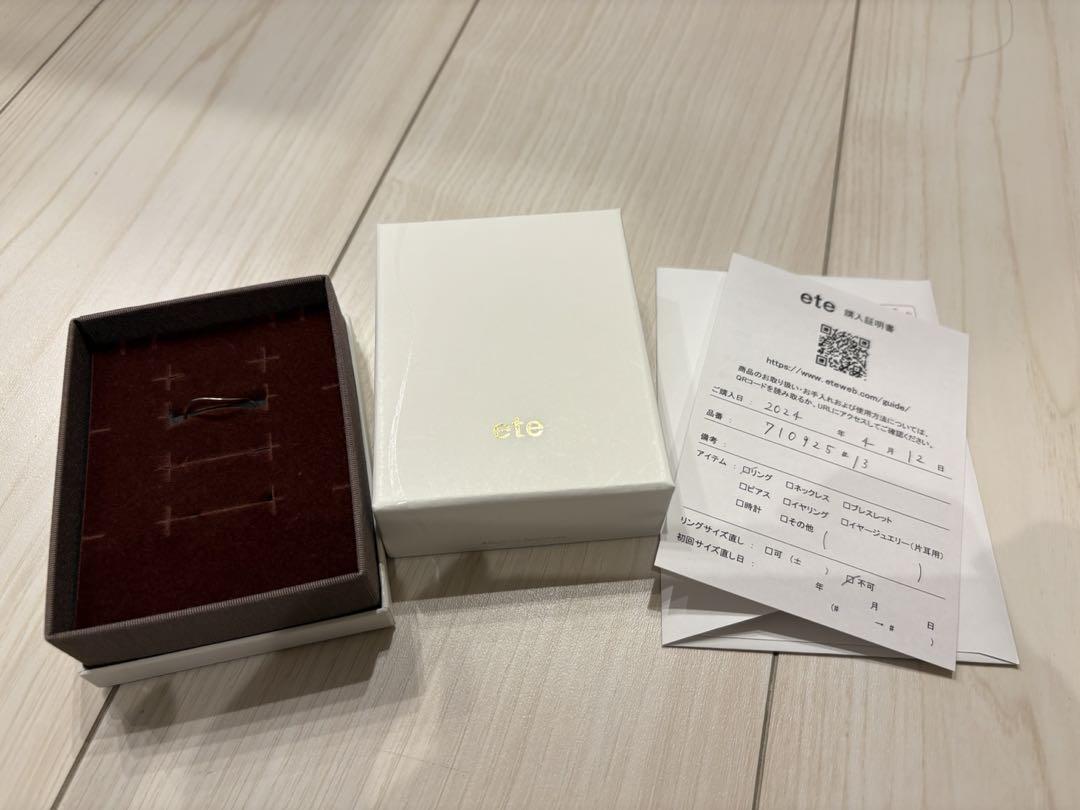 ete
ete 購入証明書
https://www.eteweb.com/guide/
商品のお取り扱い・お手入れおよび使用方法については、
QRコードを読み取るか、URLにアクセスしてご確認ください。
ご購入日: 2024 年 4 月 12 日
品番: 710925 #13
備考:
アイテム: ☑リング □ネックレス □ブレスレット
□ピアス □イヤリング □イヤージュエリー(片耳用)
□時計 □その他 ( )
リングサイズ直し: □可 (± ) ☑不可
初回サイズ直し日: 年 月 日
(# → # )